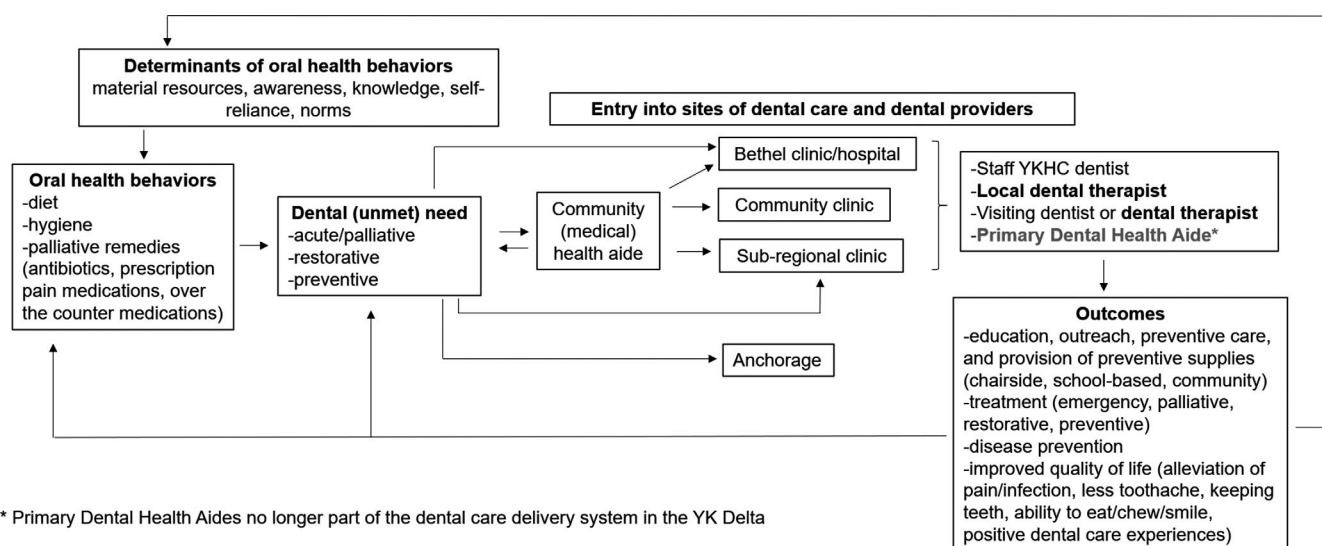 Determinants of oral health behaviors
material resources, awareness, knowledge, self-
reliance, norms
Entry into sites of dental care and dental providers
Oral health behaviors
-diet
-hygiene
-palliative remedies
(antibiotics, prescription
pain medications, over
the counter medications)
Dental (unmet) need
-acute/palliative
-restorative
-preventive
Community
(medical)
health aide
Bethel clinic/hospital
Community clinic
Sub-regional clinic
Anchorage
-Staff YKHC dentist
-Local dental therapist
-Visiting dentist or dental therapist
-Primary Dental Health Aide*
Outcomes
-education, outreach, preventive care,
and provision of preventive supplies
(chairside, school-based, community)
-treatment (emergency, palliative,
restorative, preventive)
-disease prevention
-improved quality of life (alleviation of
pain/infection, less toothache, keeping
teeth, ability to eat/chew/smile,
positive dental care experiences)
* Primary Dental Health Aides no longer part of the dental care delivery system in the YK Delta